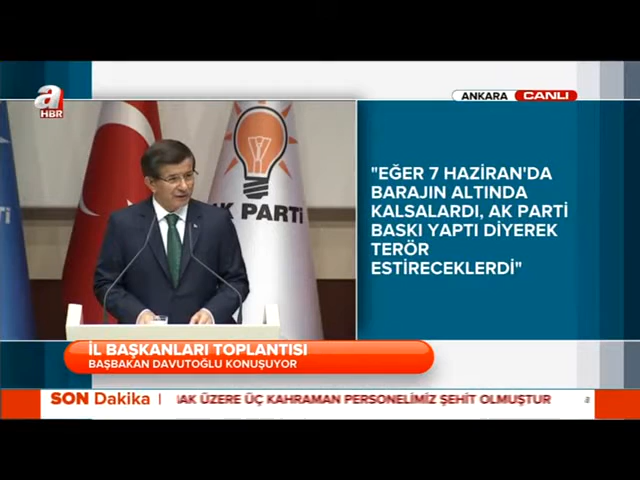 a
HBR
ANKARA CANLI
AK PARTİ
"EĞER 7 HAZİRAN'DA
BARAJIN ALTINDA
KALSALARDI, AK PARTİ
BASKI YAPTI DİYEREK
TERÖR
ESTİRECEKLERDİ"
İL BAŞKANLARI TOPLANTISI
BAŞBAKAN DAVUTOĞLU KONUŞUYOR
SON Dakika ÜZERE ÜÇ KAHRAMAN PERSONELİMİZ ŞEHİT OLMUŞTUR a